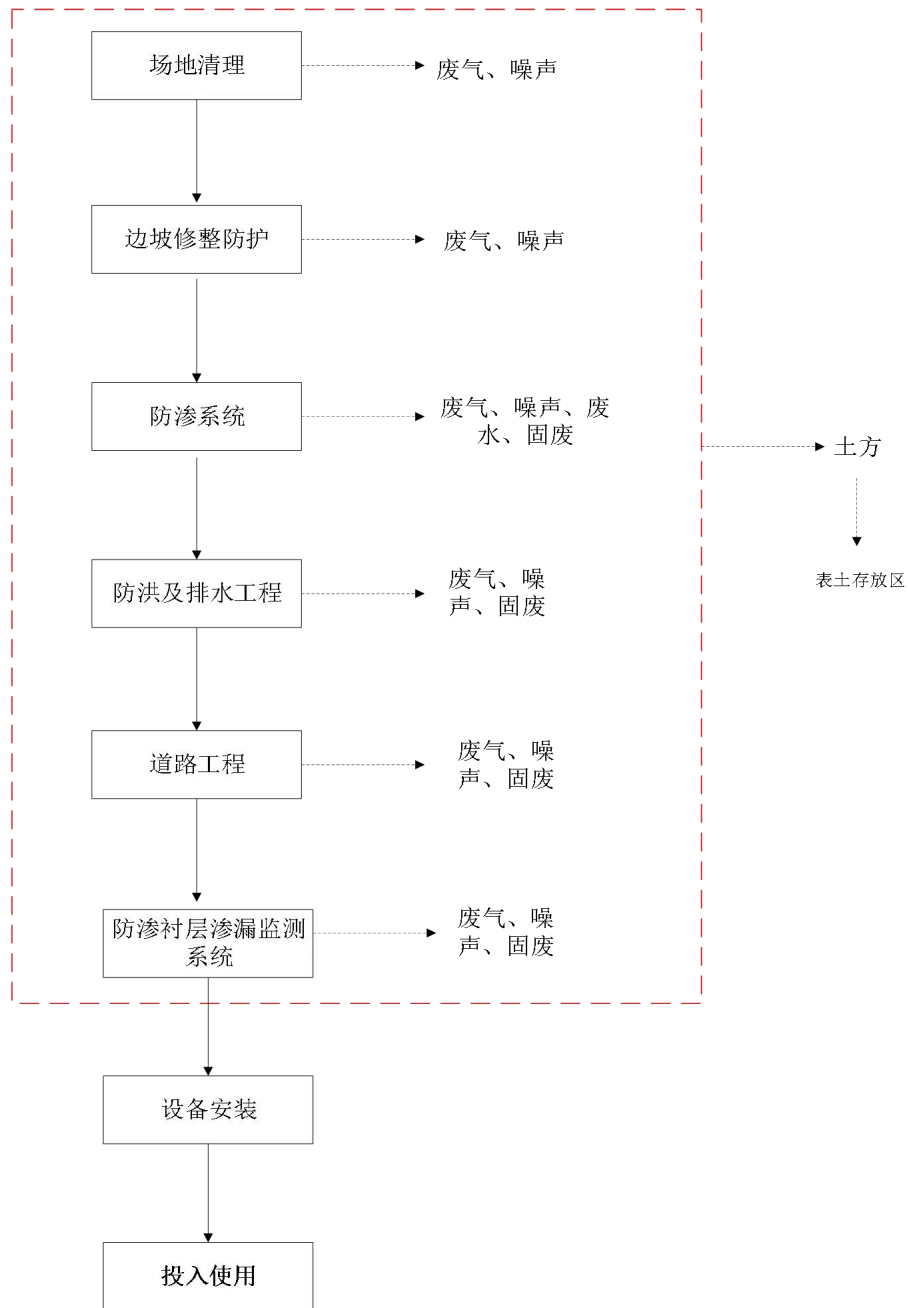 场地清理
废气、噪声
边坡修整防护
废气、噪声
防渗系统
废气、噪声、废
水、固废
土方
防洪及排水工程
废气、噪
声、固废
表土存放区
道路工程
废气、噪
声、固废
防渗衬层渗漏监测
系统
废气、噪
声、固废
设备安装
投入使用